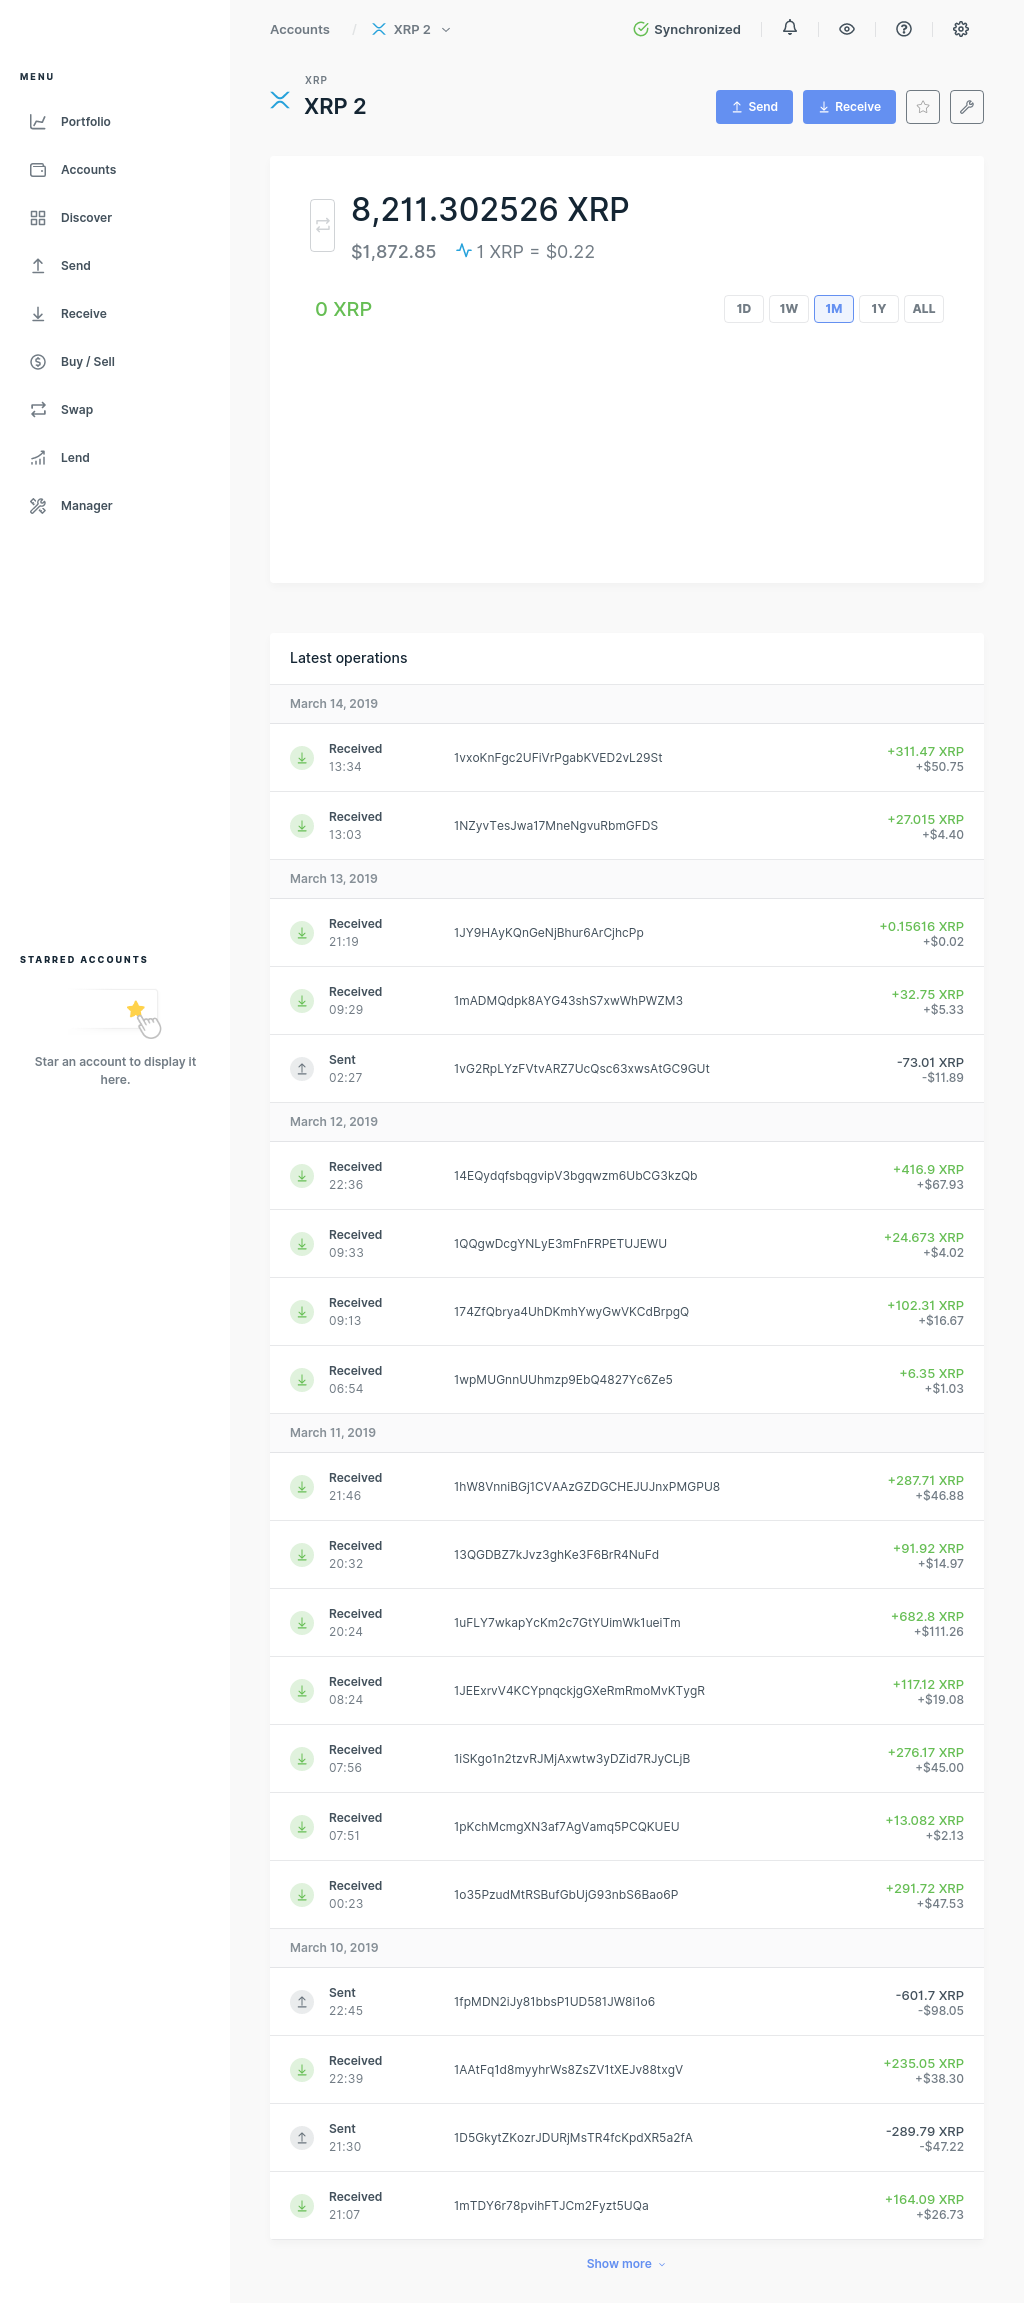 Accounts / XRP 2
Synchronized
MENU
Portfolio
Accounts
Discover
Send
Receive
Buy / Sell
Swap
Lend
Manager
STARRED ACCOUNTS
Star an account to display it
here.
XRP
XRP 2
Send
Receive
8,211.302526 XRP
$1,872.85 1 XRP = $0.22
0 XRP
1D 1W 1M 1Y ALL
Latest operations
March 14, 2019
Received
13:34
1vxoKnFgc2UFiVrPgabKVED2vL29St
+311.47 XRP
+$50.75
Received
13:03
1NZyvTesJwa17MneNgvuRbmGFDS
+27.015 XRP
+$4.40
March 13, 2019
Received
21:19
1JY9HAyKQnGeNjBhur6ArCjhcPp
+0.15616 XRP
+$0.02
Received
09:29
1mADMQdpk8AYG43shS7xwWhPWZM3
+32.75 XRP
+$5.33
Sent
02:27
1vG2RpLYzFVtvARZ7UcQsc63xwsAtGC9GUt
-73.01 XRP
-$11.89
March 12, 2019
Received
22:36
14EQydqfsbqgvipV3bgqwzm6UbCG3kzQb
+416.9 XRP
+$67.93
Received
09:33
1QQgwDcgYNLyE3mFnFRPETUJEWU
+24.673 XRP
+$4.02
Received
09:13
174ZfQbrya4UhDKmhYwyGwVKCdBrpgQ
+102.31 XRP
+$16.67
Received
06:54
1wpMUGnnUUhmzp9EbQ4827Yc6Ze5
+6.35 XRP
+$1.03
March 11, 2019
Received
21:46
1hW8VnniBGj1CVAAzGZDGCHEJUJnxPMGPU8
+287.71 XRP
+$46.88
Received
20:32
13QGDBZ7kJvz3ghKe3F6BrR4NuFd
+91.92 XRP
+$14.97
Received
20:24
1uFLY7wkapYcKm2c7GtYUimWk1ueiTm
+682.8 XRP
+$111.26
Received
08:24
1JEExrvV4KCYpnqckjgGXeRmRmoMvKTygR
+117.12 XRP
+$19.08
Received
07:56
1iSKgo1n2tzvRJMjAxwtw3yDZid7RJyCLjB
+276.17 XRP
+$45.00
Received
07:51
1pKchMcmgXN3af7AgVamq5PCQKUEU
+13.082 XRP
+$2.13
Received
00:23
1o35PzudMtRSBufGbUjG93nbS6Bao6P
+291.72 XRP
+$47.53
March 10, 2019
Sent
22:45
1fpMDN2iJy81bbsP1UD581JW8i1o6
-601.7 XRP
-$98.05
Received
22:39
1AAtFq1d8myyhrWs8ZsZV1tXEJv88txgV
+235.05 XRP
+$38.30
Sent
21:30
1D5GkytZKozrJDURjMsTR4fcKpdXR5a2fA
-289.79 XRP
-$47.22
Received
21:07
1mTDY6r78pvihFTJCm2Fyzt5UQa
+164.09 XRP
+$26.73
Show more